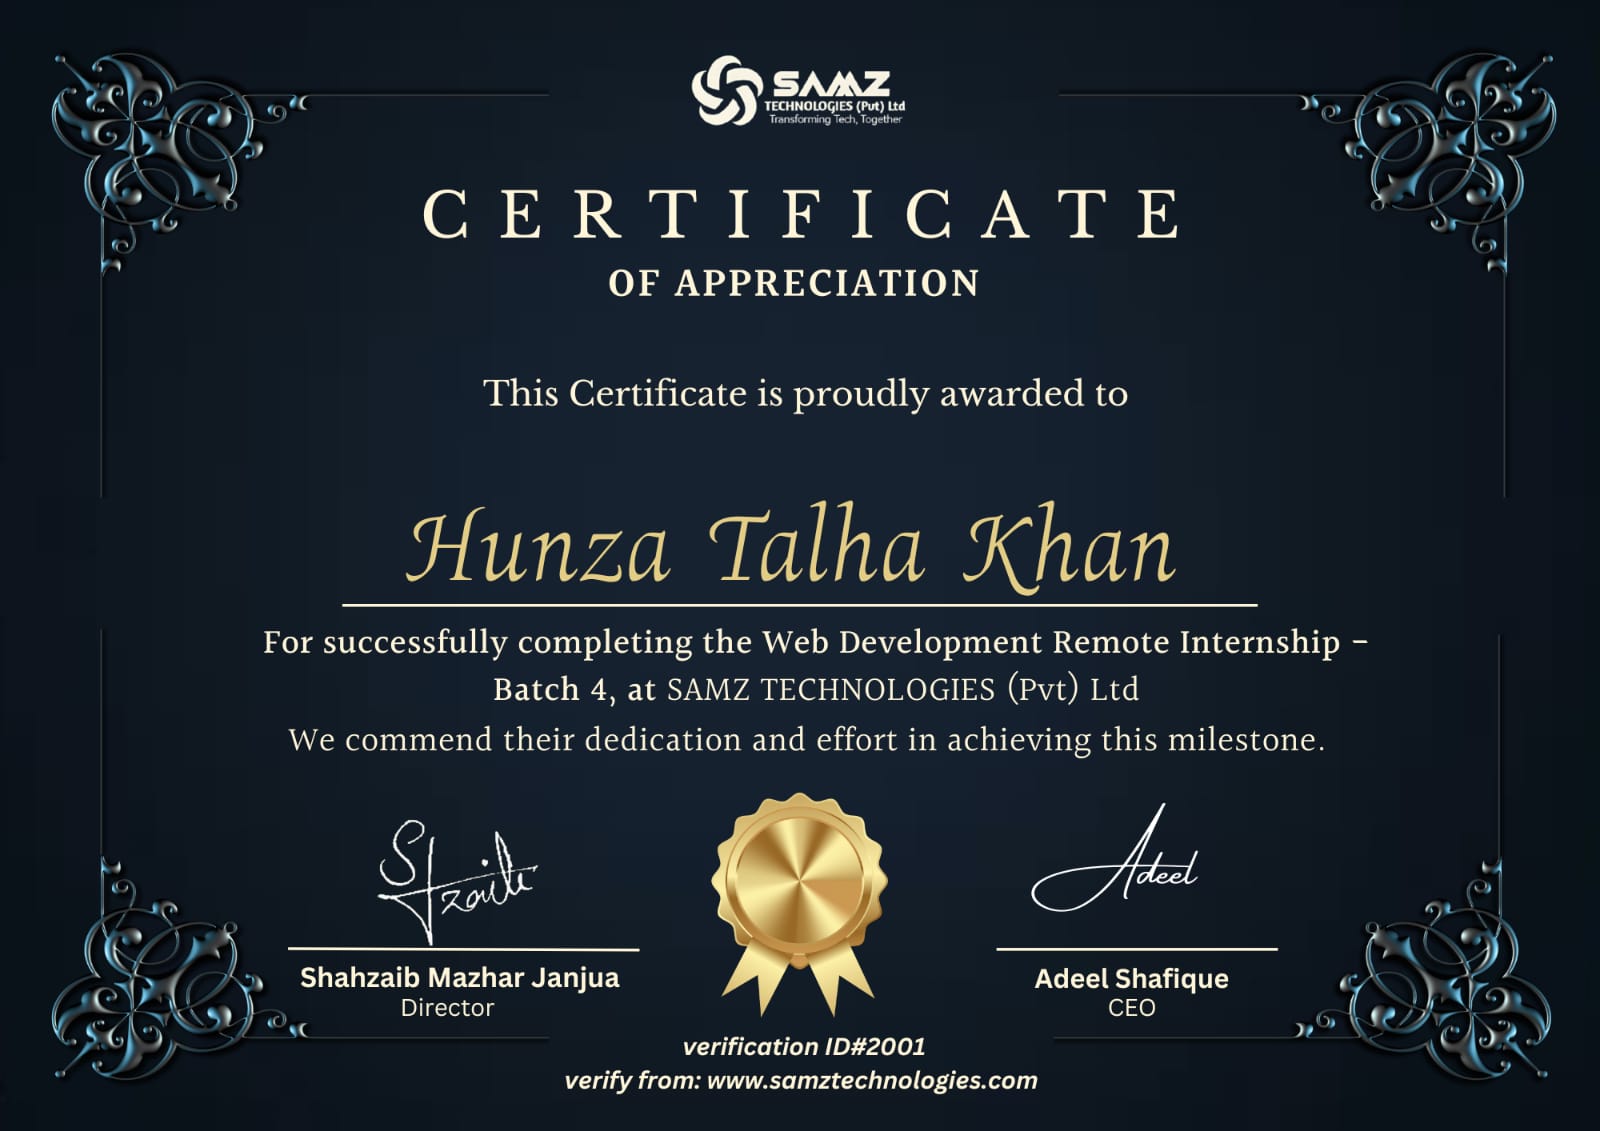 SAMZ
TECHNOLOGIES (Pvt) Ltd
Transforming Tech, Together
CERTIFICATE
OF APPRECIATION
This Certificate is proudly awarded to
Hunza Talha Khan
For successfully completing the Web Development Remote Internship –
Batch 4, at SAMZ TECHNOLOGIES (Pvt) Ltd
We commend their dedication and effort in achieving this milestone.
Adeel
Shahzaib Mazhar Janjua
Director
Adeel Shafique
CEO
verification ID#2001
verify from: www.samztechnologies.com